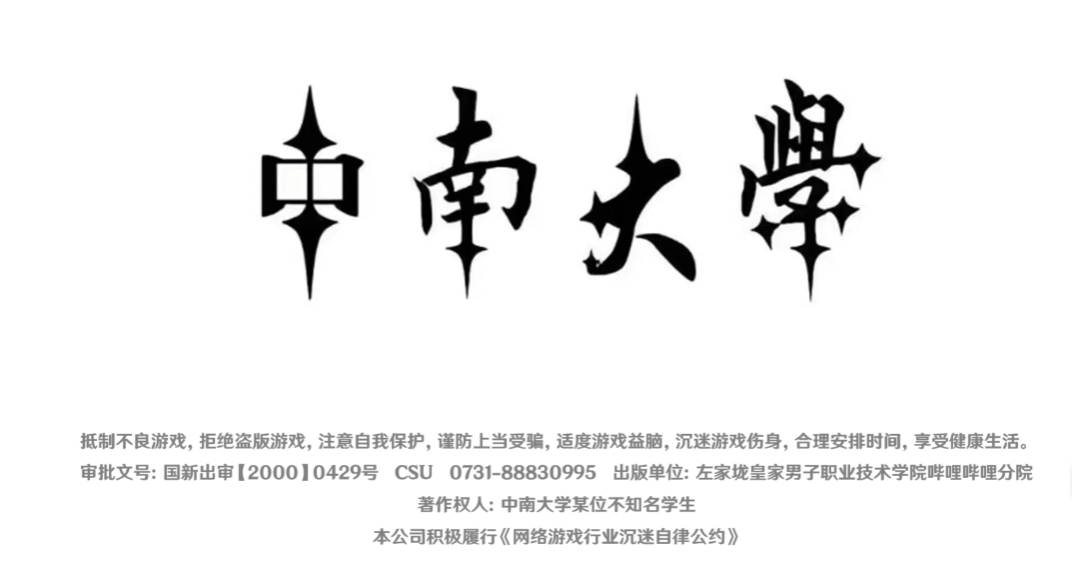 中南大學
抵制不良游戏，拒绝盗版游戏，注意自我保护，谨防上当受骗，适度游戏益脑，沉迷游戏伤身，合理安排时间，享受健康生活。
审批文号：国新出审【2000】0429号 CSU 0731-88830995 出版单位：左家垅皇家男子职业技术学院哔哩哔哩分院
著作权人：中南大学某位不知名学生
本公司积极履行《网络游戏行业沉迷自律公约》